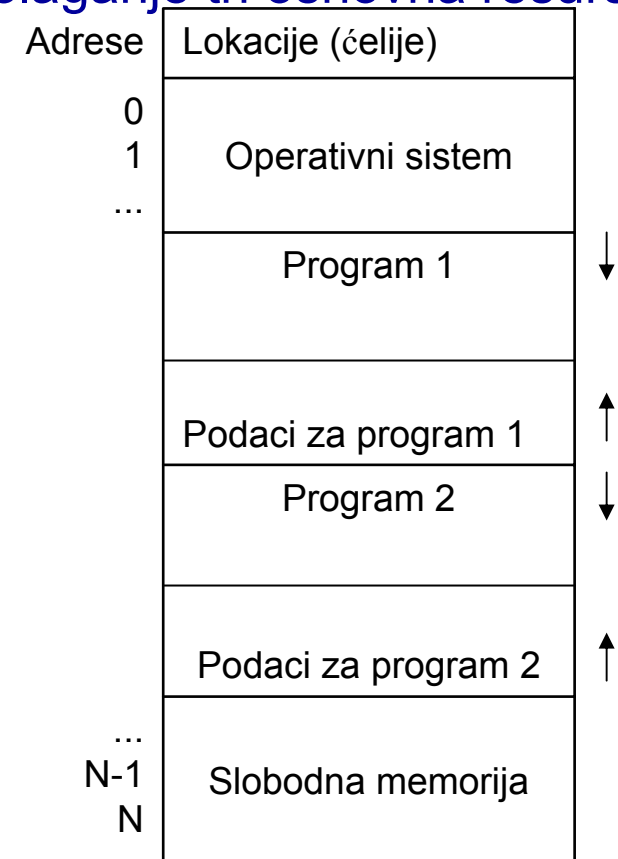 Adrese Lokacije (ćelije)
0
1 Operativni sistem
...
Program 1
Podaci za program 1
Program 2
Podaci za program 2
...
N-1 Slobodna memorija
N